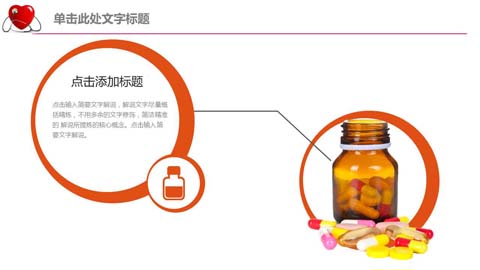 单击此处文字标题
点击添加标题
点击输入简要文字解说，解说文字尽量概
括精炼，不用多余的文字修饰，简洁精准
的 解说所提炼的核心概念。点击输入简
要文字解说。